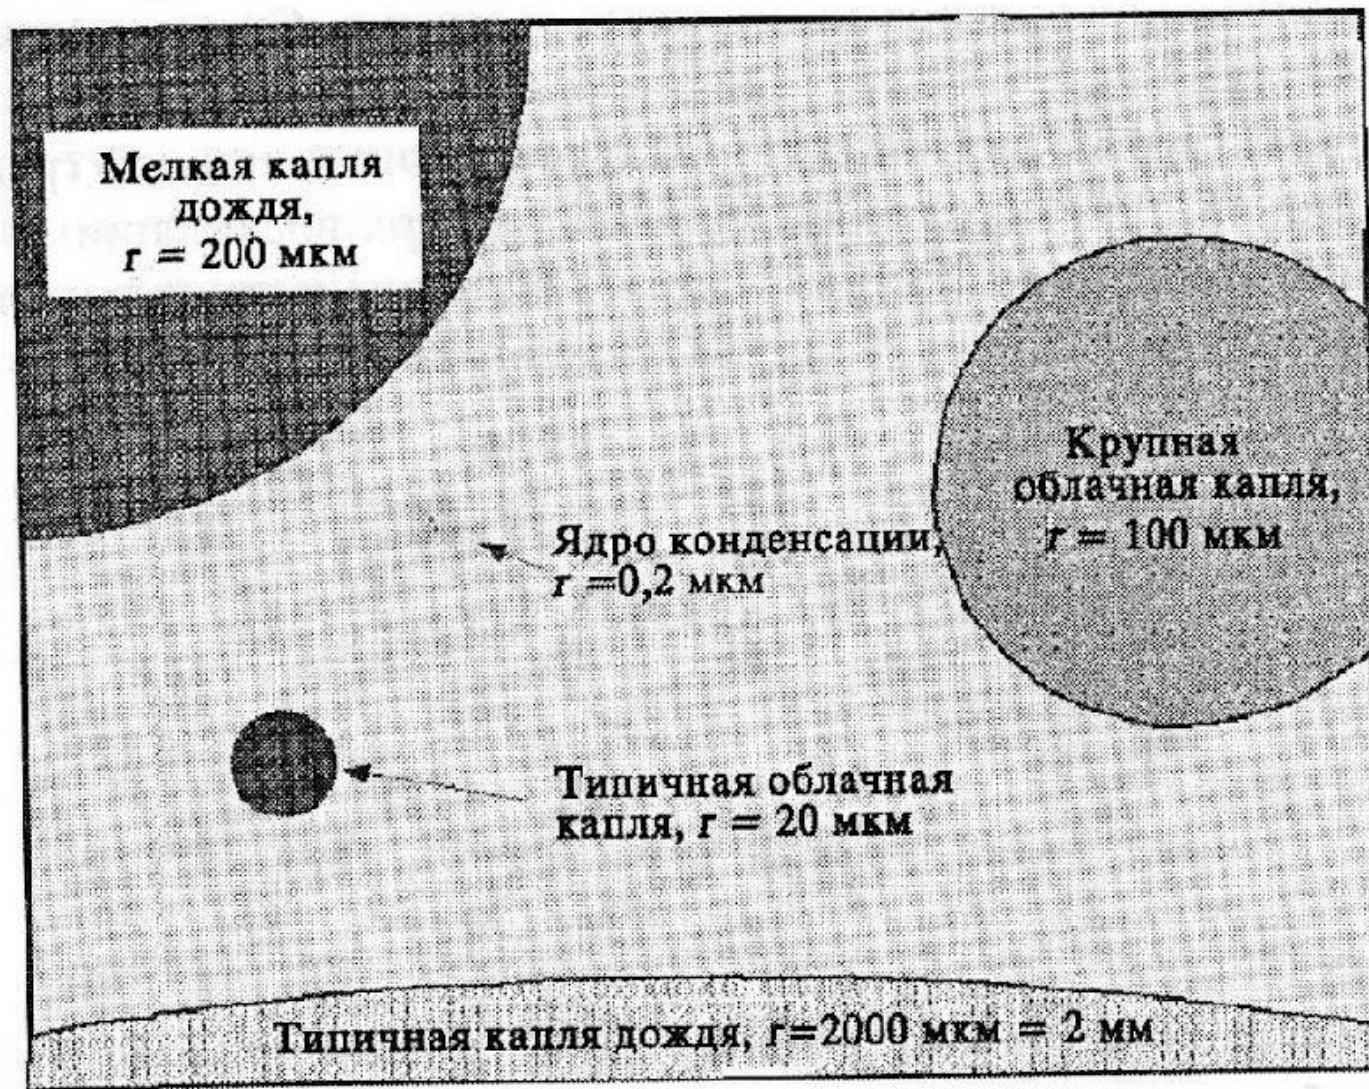 Мелкая капля
дождя,
r = 200 мкм
Крупная
облачная капля,
r = 100 мкм
Ядро конденсации,
r =0,2 мкм
Типичная облачная
капля, r = 20 мкм
Типичная капля дождя, r=2000 мкм = 2 мм